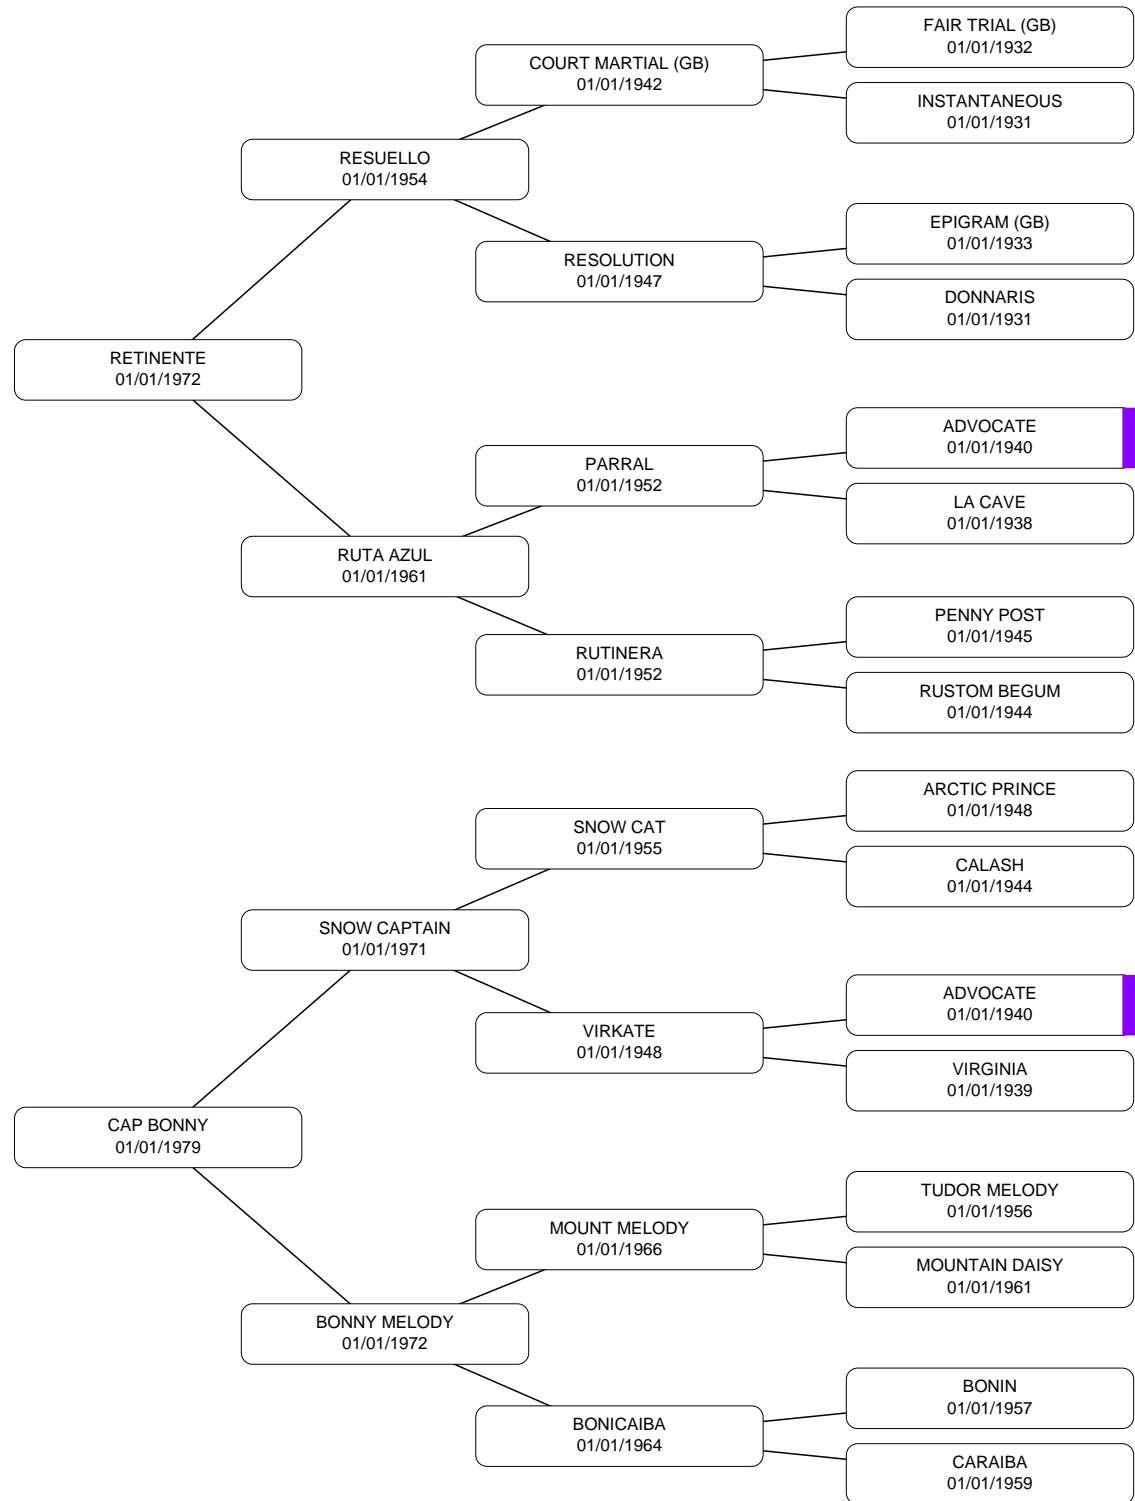 FAIR TRIAL (GB)
01/01/1932
COURT MARTIAL (GB)
01/01/1942
INSTANTANEOUS
01/01/1931
RESUELLO
01/01/1954
EPIGRAM (GB)
01/01/1933
RESOLUTION
01/01/1947
DONNARIS
01/01/1931
RETINENTE
01/01/1972
ADVOCATE
01/01/1940
PARRAL
01/01/1952
LA CAVE
01/01/1938
RUTA AZUL
01/01/1961
PENNY POST
01/01/1945
RUTINERA
01/01/1952
RUSTOM BEGUM
01/01/1944
ARCTIC PRINCE
01/01/1948
SNOW CAT
01/01/1955
CALASH
01/01/1944
SNOW CAPTAIN
01/01/1971
ADVOCATE
01/01/1940
VIRKATE
01/01/1948
VIRGINIA
01/01/1939
CAP BONNY
01/01/1979
TUDOR MELODY
01/01/1956
MOUNT MELODY
01/01/1966
MOUNTAIN DAISY
01/01/1961
BONNY MELODY
01/01/1972
BONIN
01/01/1957
BONICAIBA
01/01/1964
CARAIBA
01/01/1959